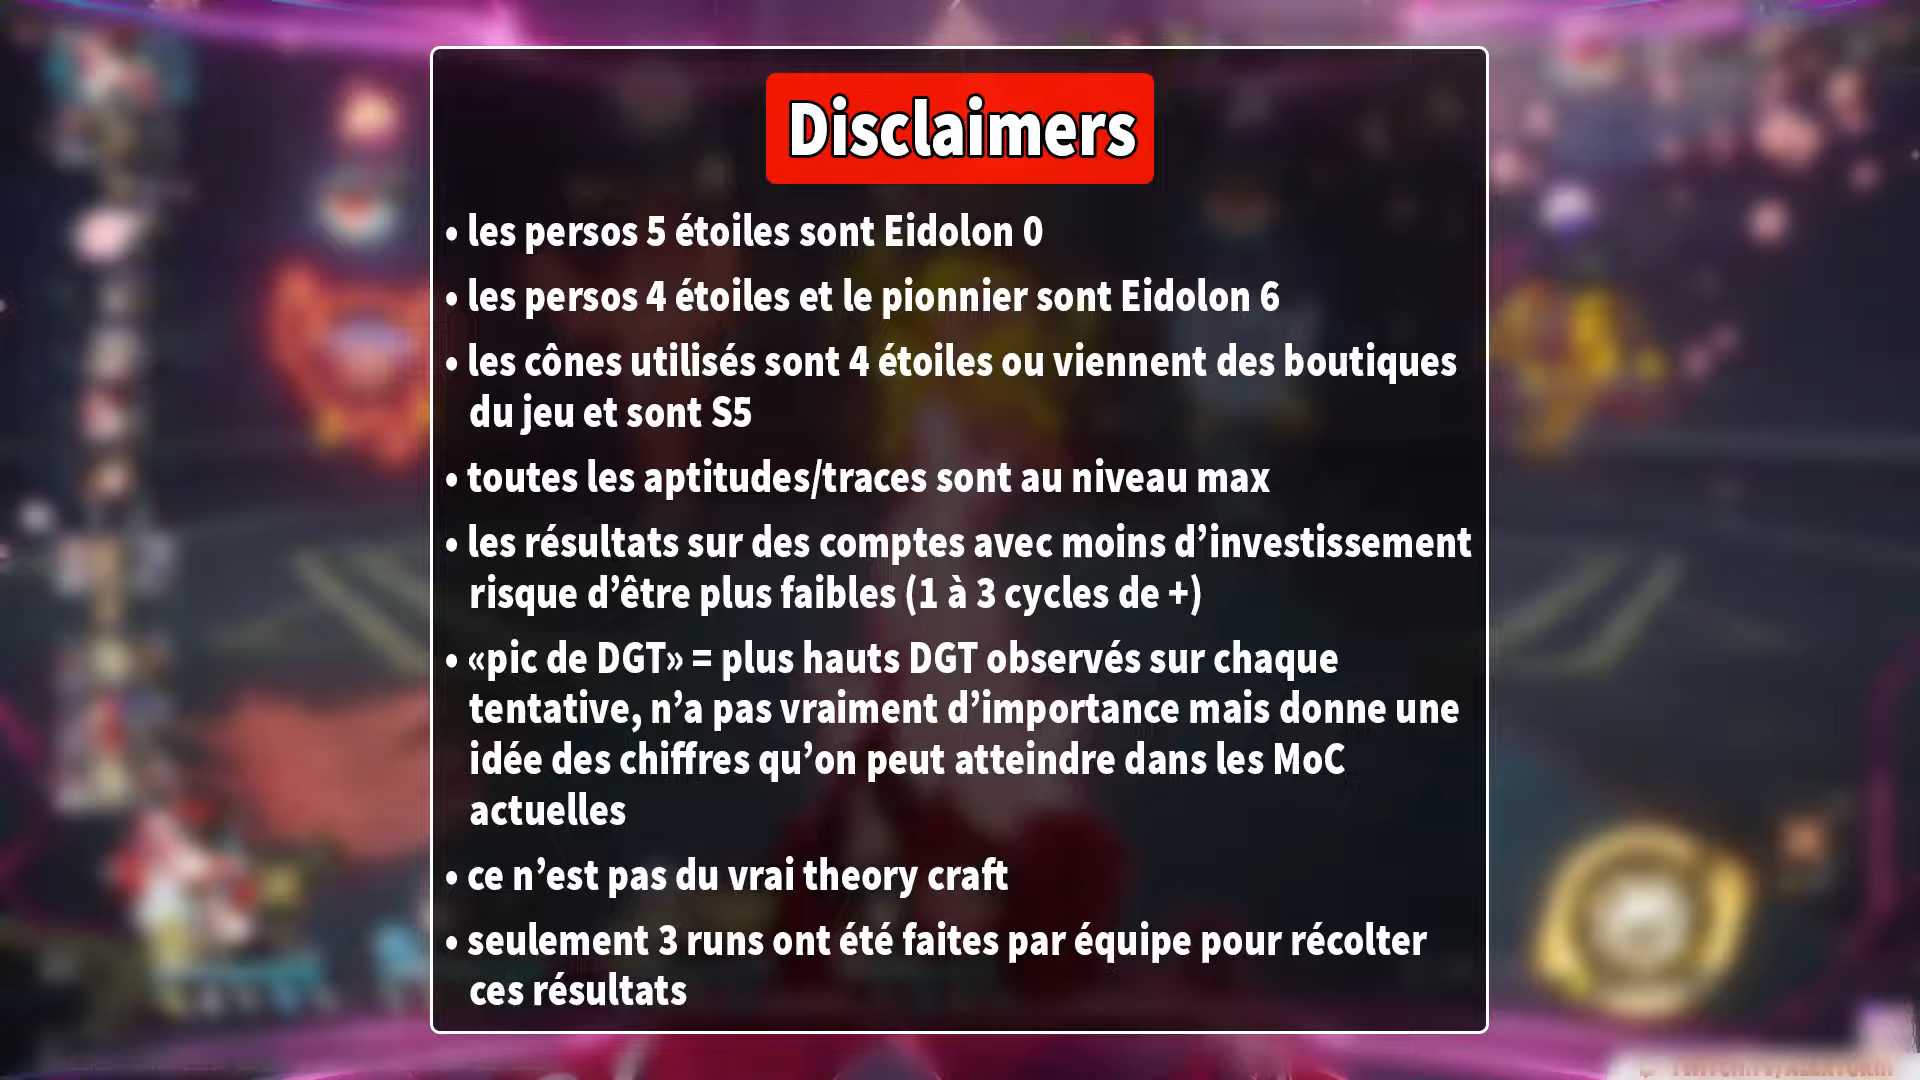 Disclaimers
• les persos 5 étoiles sont Eidolon 0
• les persos 4 étoiles et le pionnier sont Eidolon 6
• les cônes utilisés sont 4 étoiles ou viennent des boutiques
du jeu et sont S5
• toutes les aptitudes/traces sont au niveau max
• les résultats sur des comptes avec moins d’investissement
risque d’être plus faibles (1 à 3 cycles de +)
• «pic de DGT» = plus hauts DGT observés sur chaque
tentative, n’a pas vraiment d’importance mais donne une
idée des chiffres qu’on peut atteindre dans les MoC
actuelles
• ce n’est pas du vrai theory craft
• seulement 3 runs ont été faites par équipe pour récolter
ces résultats